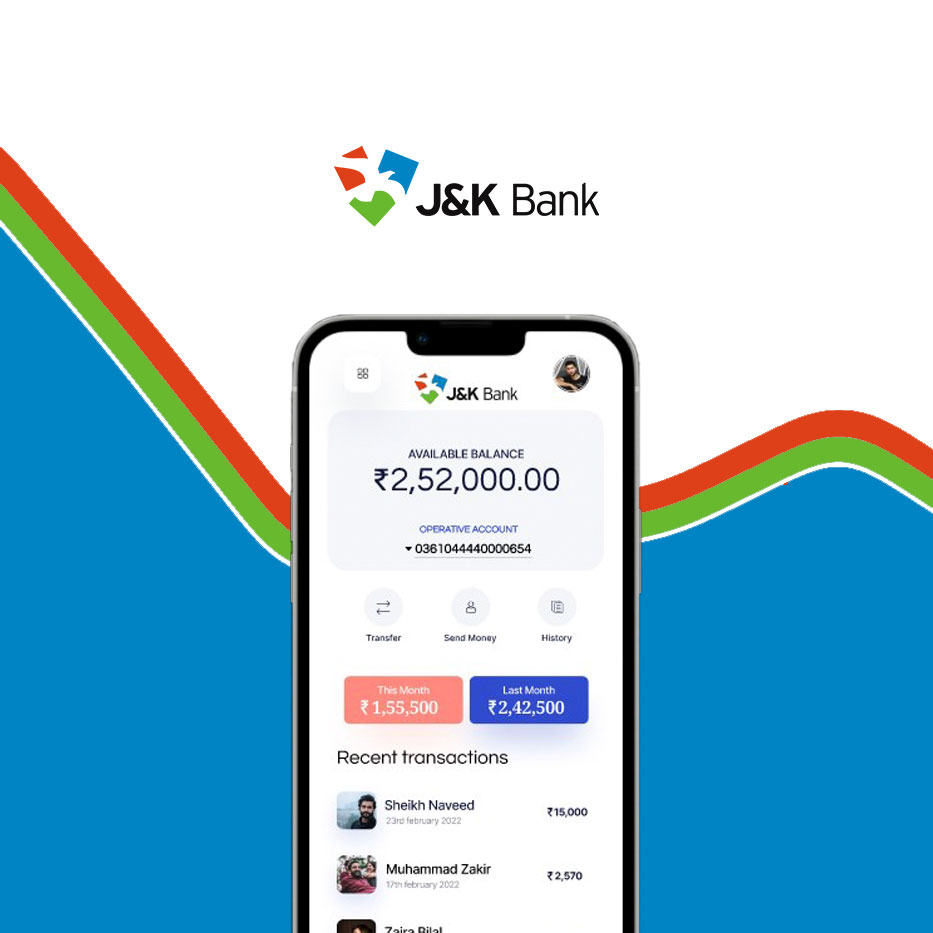 J&K Bank
J&K Bank
AVAILABLE BALANCE
₹2,52,000.00
OPERATIVE ACCOUNT
0361044440000654
Transfer
Send Money
History
This Month
₹1,55,500
Last Month
₹2,42,500
Recent transactions
Sheikh Naveed
₹15,000
23rd february 2022
Muhammad Zakir
₹2,570
17th february 2022
Zaira Bilal